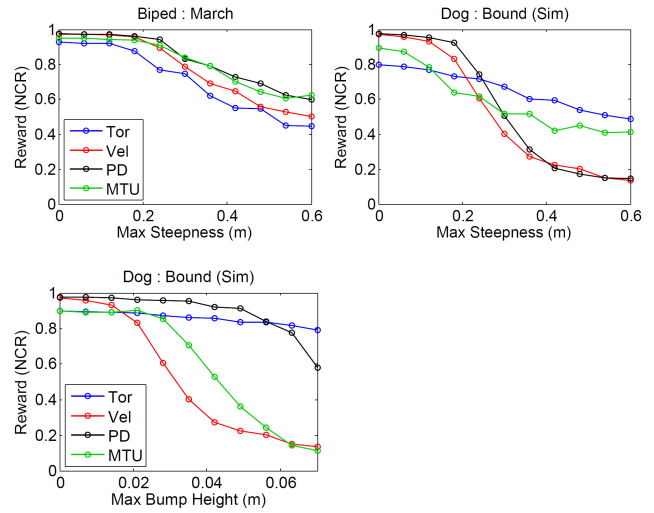 Biped : March
Reward (NCR)
1
0.8
0.6
0.4
0.2
0
Tor
Vel
PD
MTU
0 0.2 0.4 0.6
Max Steepness (m)
Dog : Bound (Sim)
Reward (NCR)
1
0.8
0.6
0.4
0.2
0
0 0.2 0.4 0.6
Max Steepness (m)
Dog : Bound (Sim)
Reward (NCR)
1
0.8
0.6
0.4
0.2
0
Tor
Vel
PD
MTU
0 0.02 0.04 0.06
Max Bump Height (m)